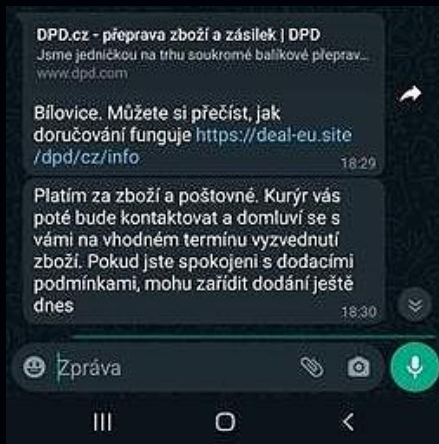 DPD.cz - přeprava zboží a zásilek | DPD
Jsme jedničkou na trhu soukromé balíkové přeprav...
www.dpd.com
Bílovice. Můžete si přečíst, jak
doručování funguje https://deal-eu.site
/dpd/cz/info
18:29
Platím za zboží a poštovné. Kurýr vás
poté bude kontaktovat a domluví se s
vámi na vhodném termínu vyzvednutí
zboží. Pokud jste spokojeni s dodacími
podmínkami, mohu zařídit dodání ještě
dnes
18:30
Zpráva